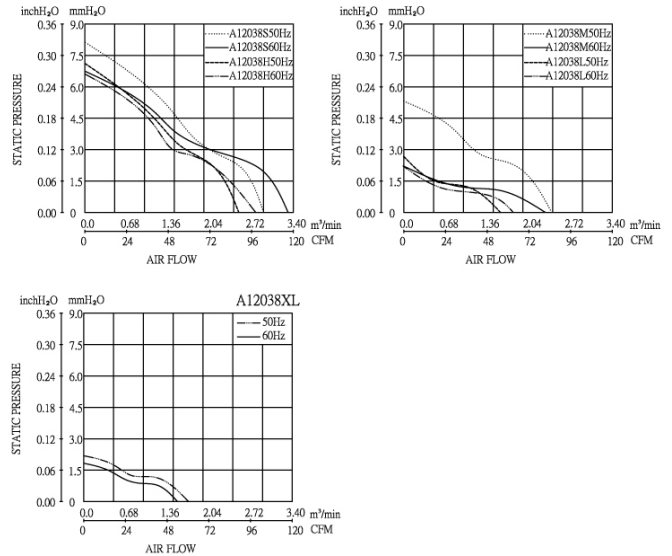 inchH₂O mmH₂O
0.36 9.0
0.30 7.5
0.24 6.0
0.18 4.5
0.12 3.0
0.06 1.5
0.00 0
STATIC PRESSURE
A12038S50Hz
A12038S60Hz
A12038H50Hz
A12038H60Hz
0.0 0.68 1.36 2.04 2.72 3.40 m³/min
0 24 48 72 96 120 CFM
AIR FLOW
inchH₂O mmH₂O
0.36 9.0
0.30 7.5
0.24 6.0
0.18 4.5
0.12 3.0
0.06 1.5
0.00 0
STATIC PRESSURE
A12038M50Hz
A12038M60Hz
A12038L50Hz
A12038L60Hz
0.0 0.68 1.36 2.04 2.72 3.40 m³/min
0 24 48 72 96 120 CFM
AIR FLOW
inchH₂O mmH₂O
A12038XL
0.36 9.0
0.30 7.5
0.24 6.0
0.18 4.5
0.12 3.0
0.06 1.5
0.00 0
STATIC PRESSURE
50Hz
60Hz
0.0 0.68 1.36 2.04 2.72 3.40 m³/min
0 24 48 72 96 120 CFM
AIR FLOW